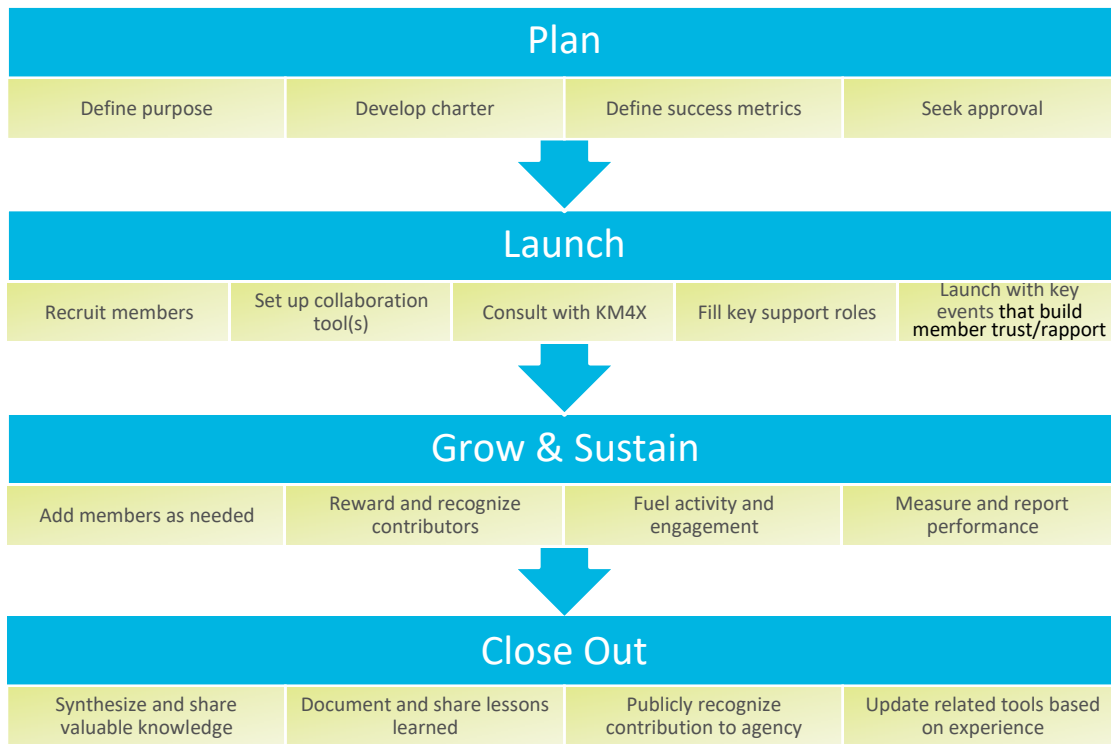 Plan
Define purpose
Develop charter
Define success metrics
Seek approval
Launch
Recruit members
Set up collaboration
tool(s)
Consult with KM4X
Fill key support roles
Launch with key
events that build
member trust/rapport
Grow & Sustain
Add members as needed
Reward and recognize
contributors
Fuel activity and
engagement
Measure and report
performance
Close Out
Synthesize and share
valuable knowledge
Document and share lessons
learned
Publicly recognize
contribution to agency
Update related tools based
on experience